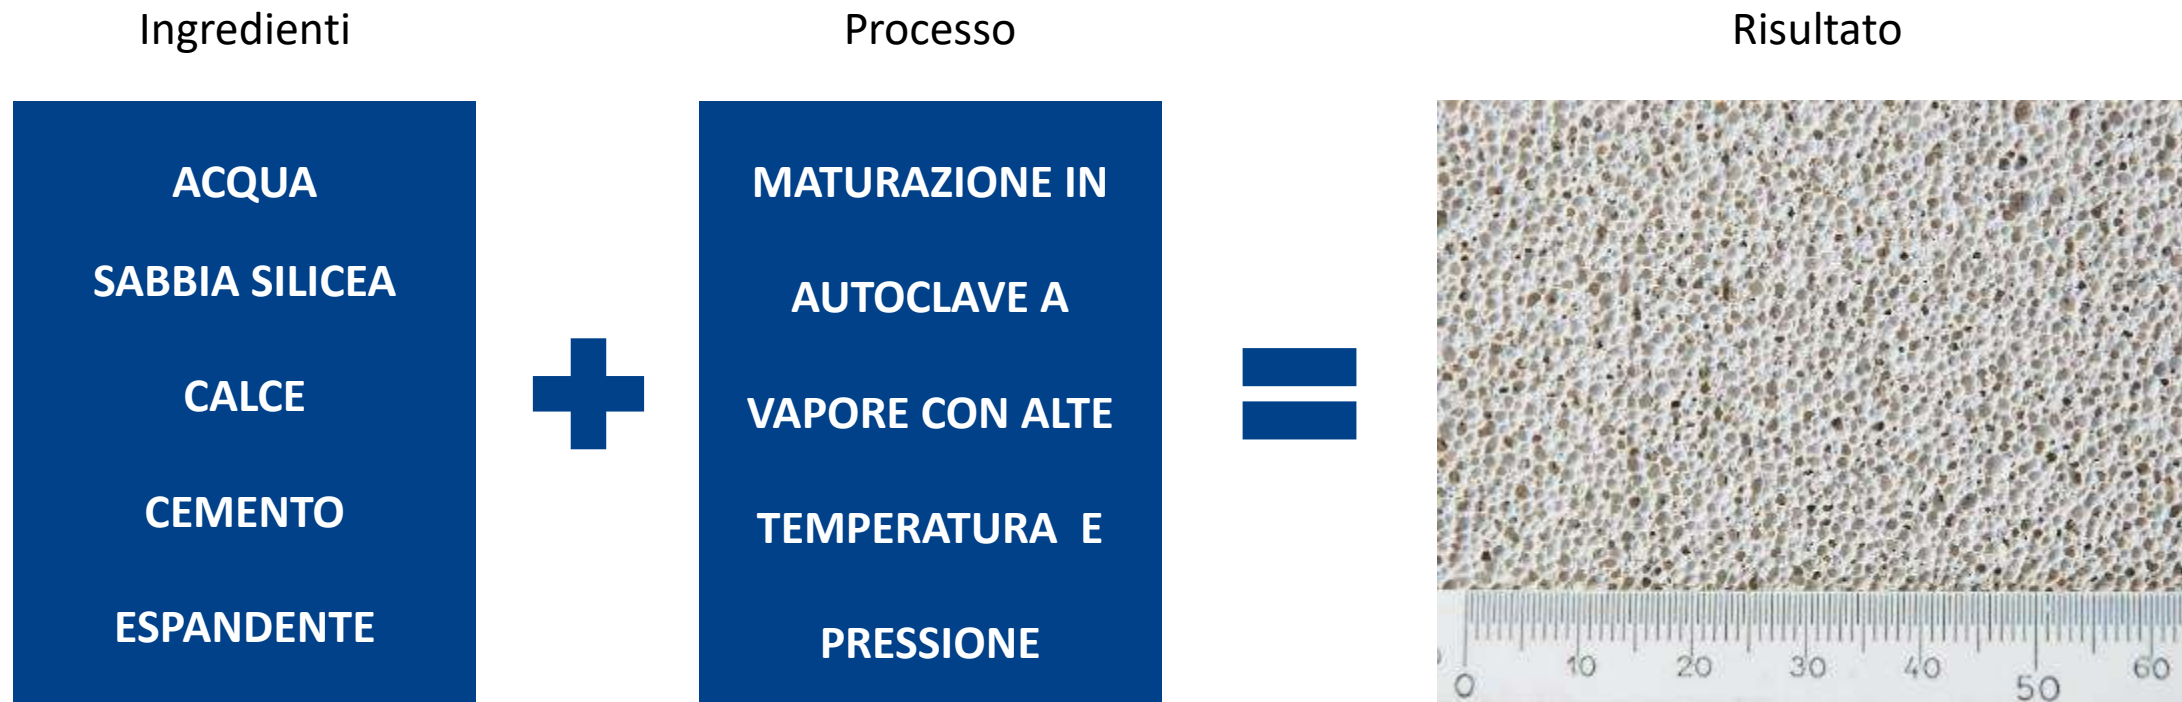 Ingredienti
ACQUA
SABBIA SILICEA
CALCE
CEMENTO
ESPANDENTE
Processo
MATURAZIONE IN
AUTOCLAVE A
VAPORE CON ALTE
TEMPERATURA E
PRESSIONE
Risultato
0 10 20 30 40 50 60